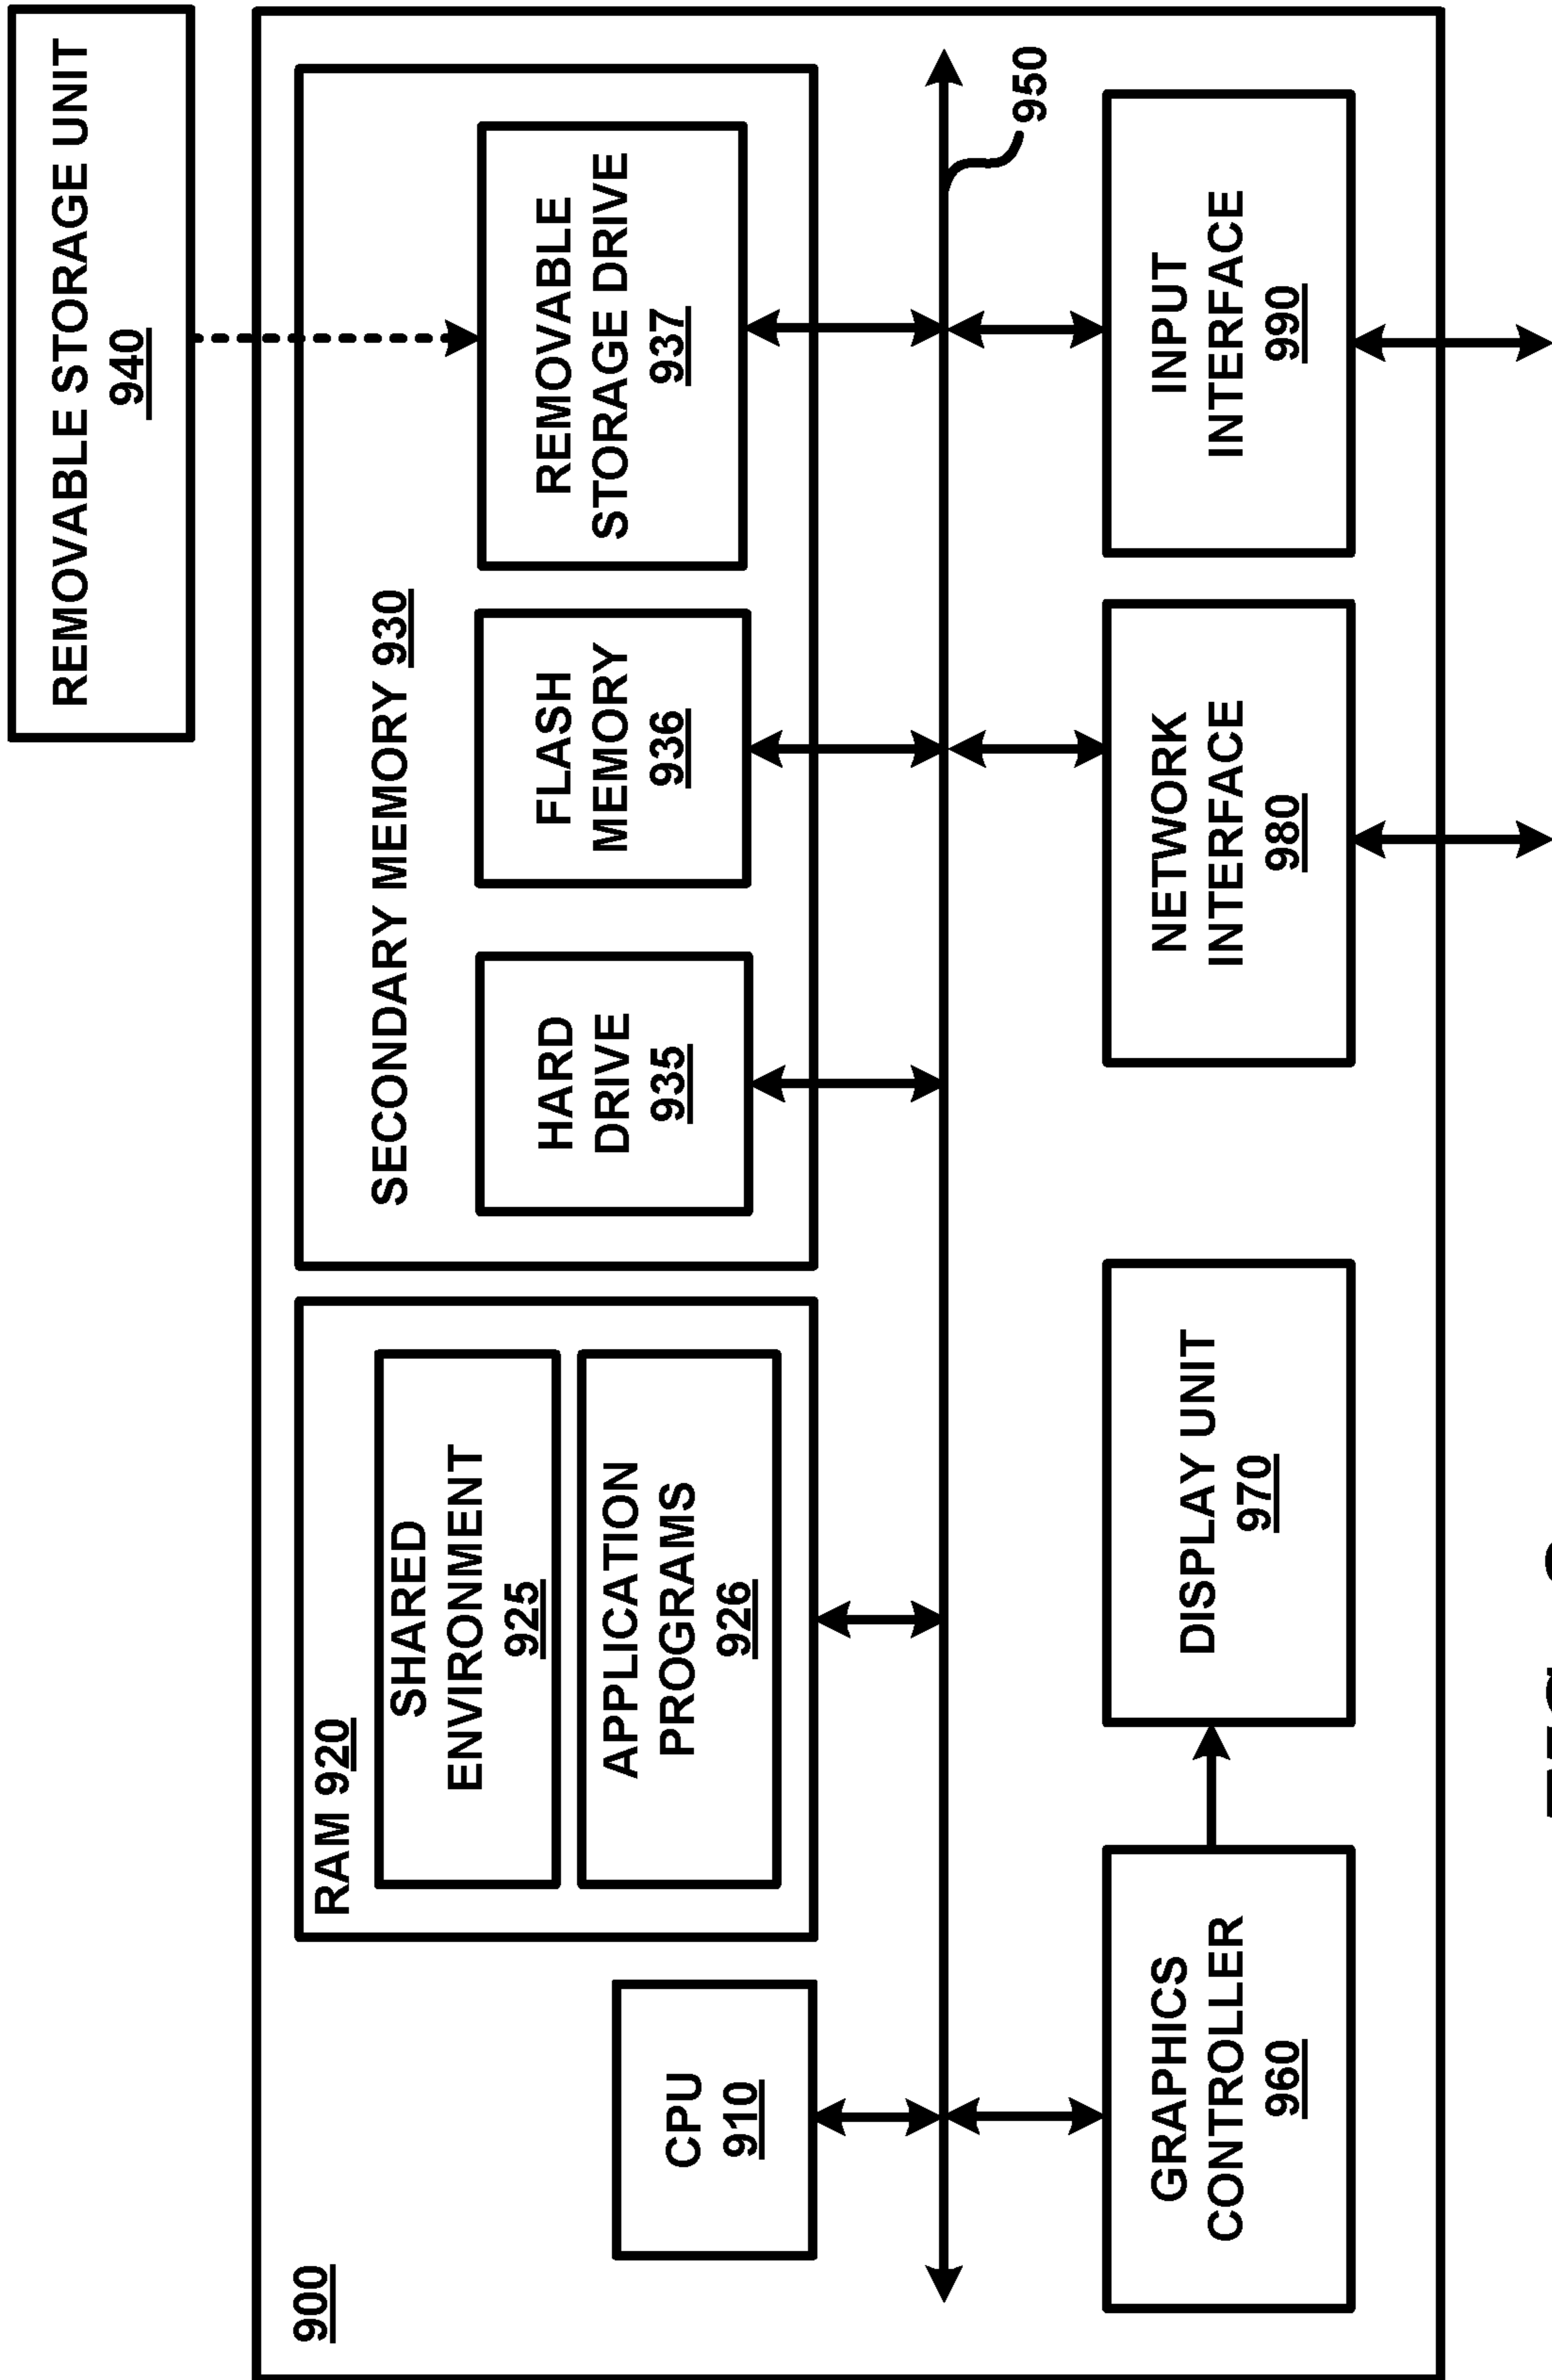 REMOVABLE STORAGE UNIT
940
900
RAM 920
SHARED
ENVIRONMENT
925
APPLICATION
PROGRAMS
926
CPU
910
SECONDARY MEMORY 930
HARD
DRIVE
935
FLASH
MEMORY
936
REMOVABLE
STORAGE DRIVE
937
950
GRAPHICS
CONTROLLER
960
DISPLAY UNIT
970
NETWORK
INTERFACE
980
INPUT
INTERFACE
990